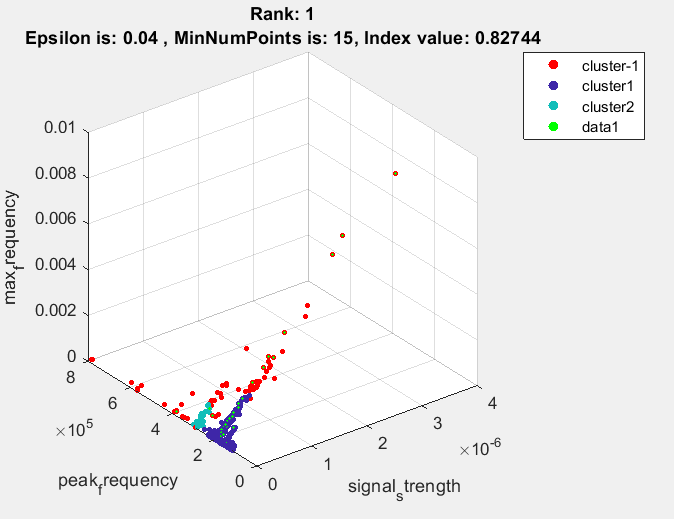 Rank: 1
Epsilon is: 0.04 , MinNumPoints is: 15, Index value: 0.82744
cluster-1
cluster1
cluster2
data1
0.01
0.008
0.006
0.004
0.002
0
max_frequency
8
6
4
2
0
×10^5
peak_frequency
0
1
2
3
4
×10^-6
signal_strength